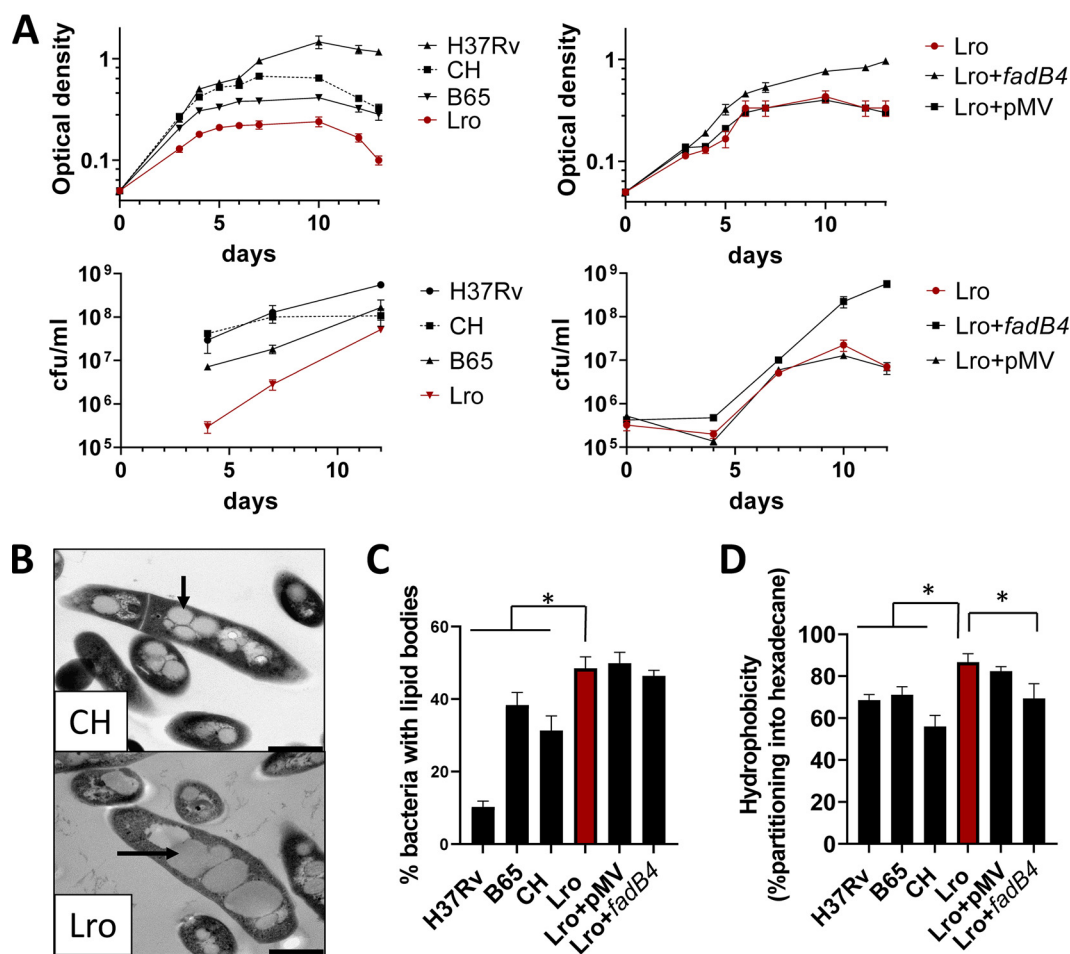 A
Optical density
1
0.1
0
5
10
days
H37Rv
CH
B65
Lro
Optical density
1
0.1
0
5
10
days
Lro
Lro+fadB4
Lro+pMV
cfu/ml
10⁹
10⁸
10⁷
10⁶
10⁵
0
5
10
days
H37Rv
CH
B65
Lro
cfu/ml
10⁹
10⁸
10⁷
10⁶
10⁵
0
5
10
days
Lro
Lro+fadB4
Lro+pMV
B
CH
Lro
C
% bacteria with lipid bodies
60
40
20
0
*
H37Rv
B65
CH
Lro
Lro+pMV
Lro+fadB4
D
Hydrophobicity
(%partitioning into hexadecane)
100
80
60
40
20
0
*
*
H37Rv
B65
CH
Lro
Lro+pMV
Lro+fadB4